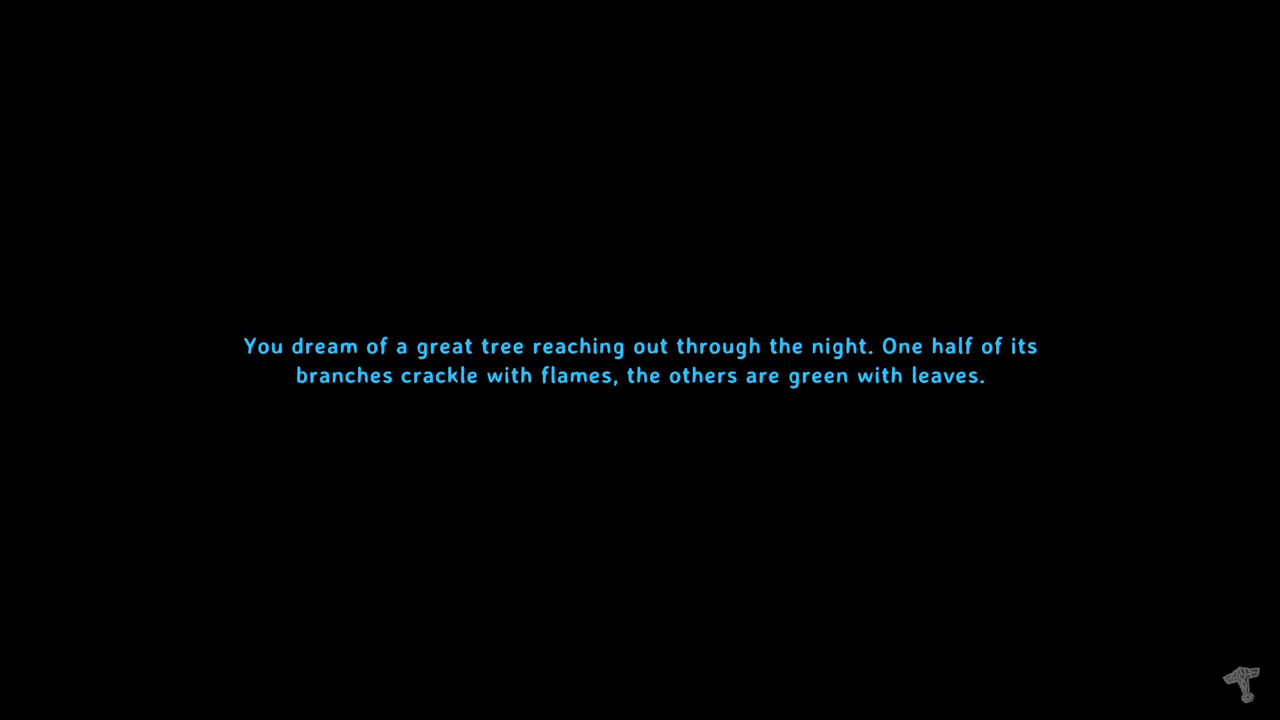 You dream of a great tree reaching out through the night. One half of its
branches crackle with flames, the others are green with leaves.